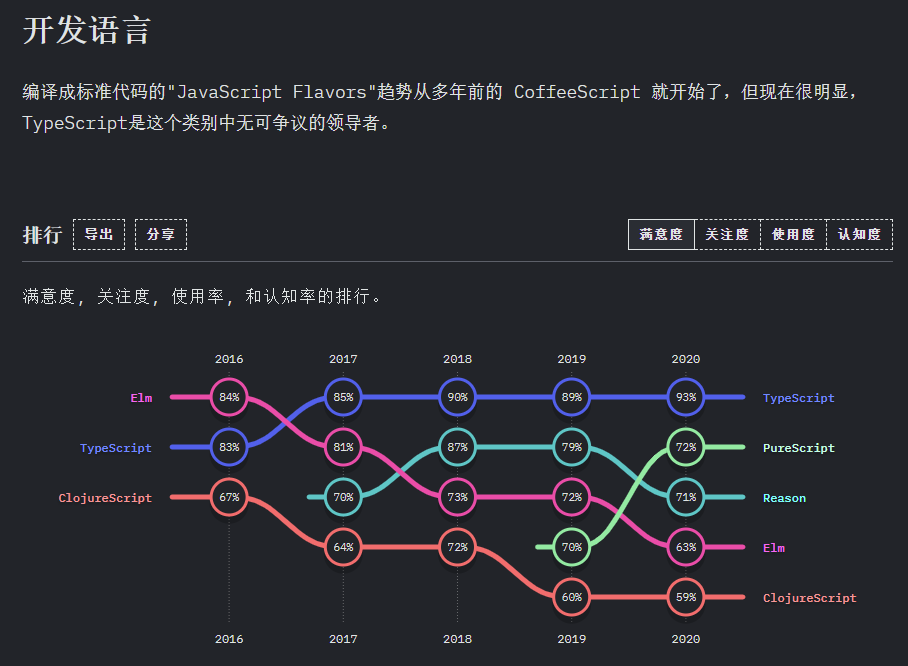 开发语言
编译成标准代码的"JavaScript Flavors"趋势从多年前的 CoffeeScript 就开始了，但现在很明显，
TypeScript是这个类别中无可争议的领导者。
排行 导出 分享 满意度 关注度 使用度 认知度
满意度, 关注度, 使用率, 和认知率的排行。
2016 2017 2018 2019 2020
Elm 84% 85% 90% 89% 93% TypeScript
TypeScript 83% 81% 87% 79% 72% PureScript
ClojureScript 67% 70% 73% 72% 71% Reason
64% 72% 70% 63% Elm
60% 59% ClojureScript
2016 2017 2018 2019 2020